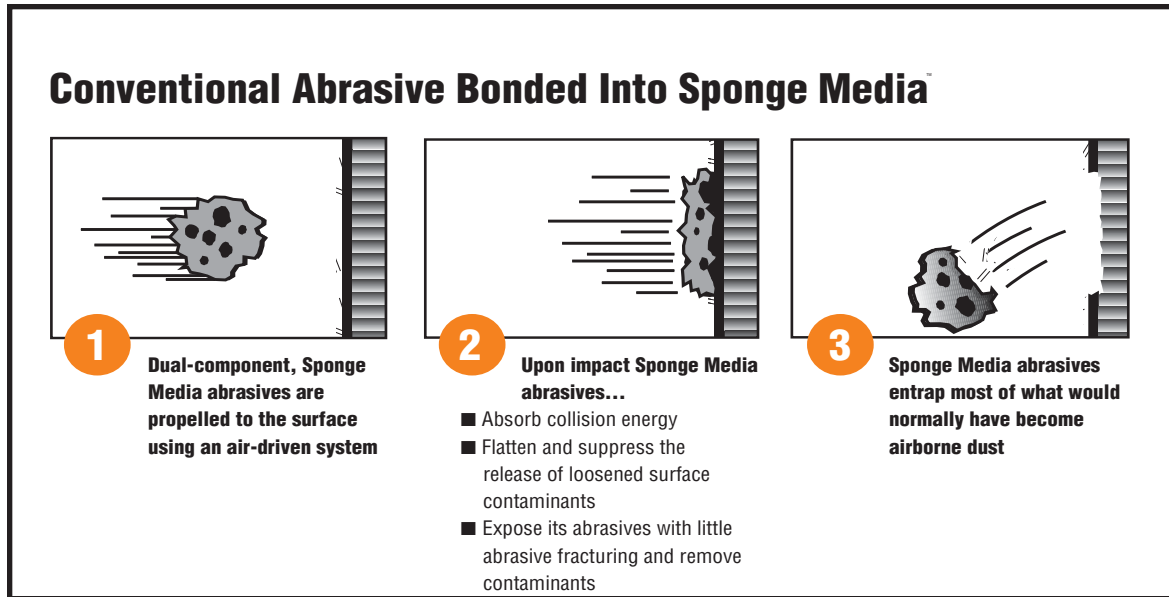 Conventional Abrasive Bonded Into Sponge Media™
1
Dual-component, Sponge
Media abrasives are
propelled to the surface
using an air-driven system
2
Upon impact Sponge Media
abrasives...
■ Absorb collision energy
■ Flatten and suppress the
release of loosened surface
contaminants
■ Expose its abrasives with little
abrasive fracturing and remove
contaminants
3
Sponge Media abrasives
entrap most of what would
normally have become
airborne dust